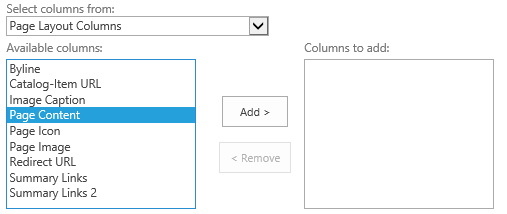 Select columns from:
Page Layout Columns
Available columns:
Byline
Catalog-Item URL
Image Caption
Page Content
Page Icon
Page Image
Redirect URL
Summary Links
Summary Links 2
Add >
< Remove
Columns to add: